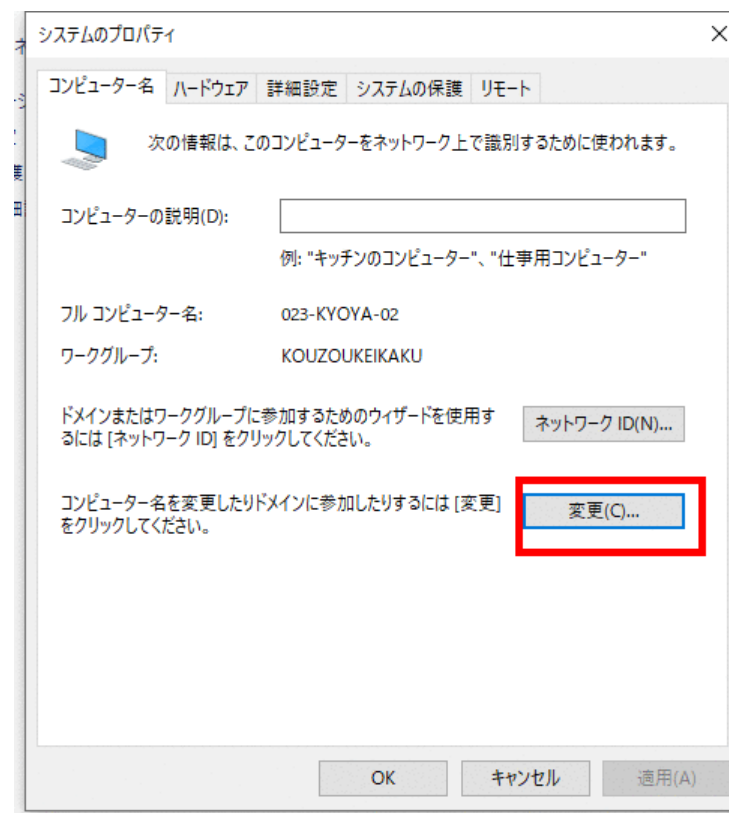 システムのプロパティ
コンピューター名 ハードウェア 詳細設定 システムの保護 リモート
次の情報は、このコンピューターをネットワーク上で識別するために使われます。
コンピューターの説明(D):
例: "キッチンのコンピューター"、"仕事用コンピューター"
フル コンピューター名: 023-KYOYA-02
ワークグループ: KOUZOUKEIKAKU
ドメインまたはワークグループに参加するためのウィザードを使用す
るには [ネットワーク ID] をクリックしてください。
ネットワーク ID(N)...
コンピューター名を変更したりドメインに参加したりするには [変更]
をクリックしてください。
変更(C)...
OK キャンセル 適用(A)